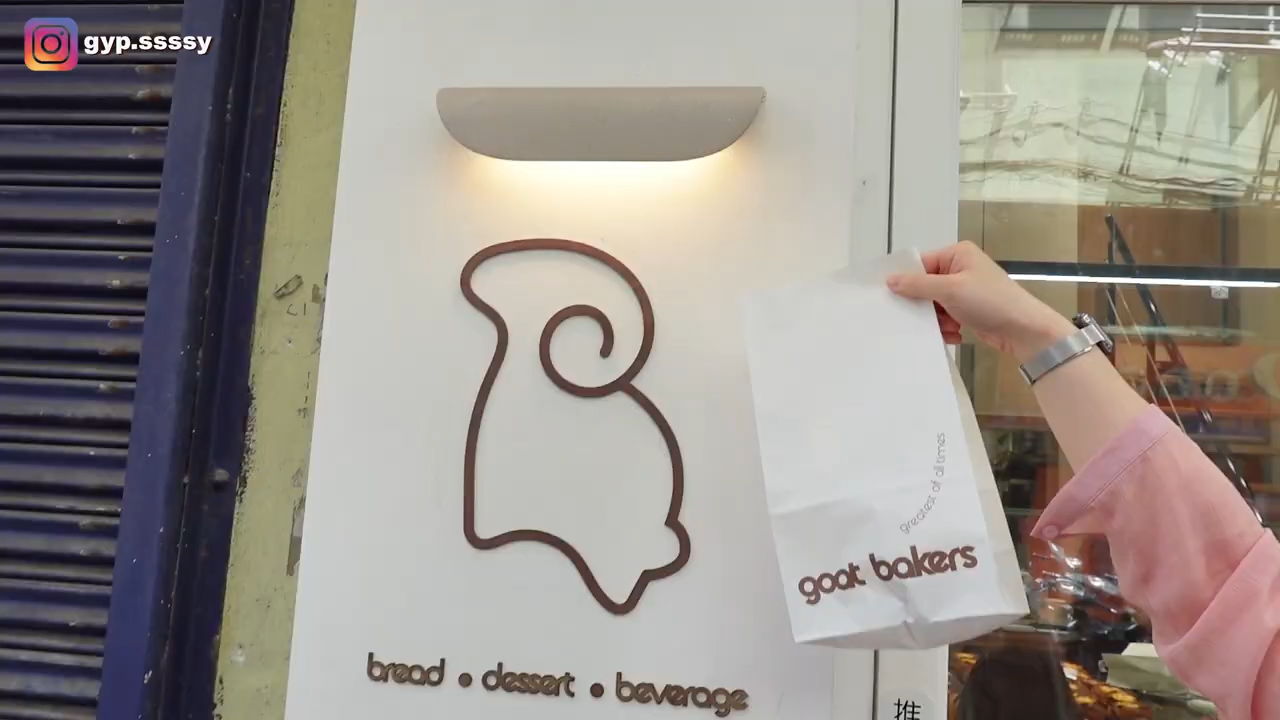 gyp.ssssy
greatest of all times
goat bakers
bread • dessert • beverage
推